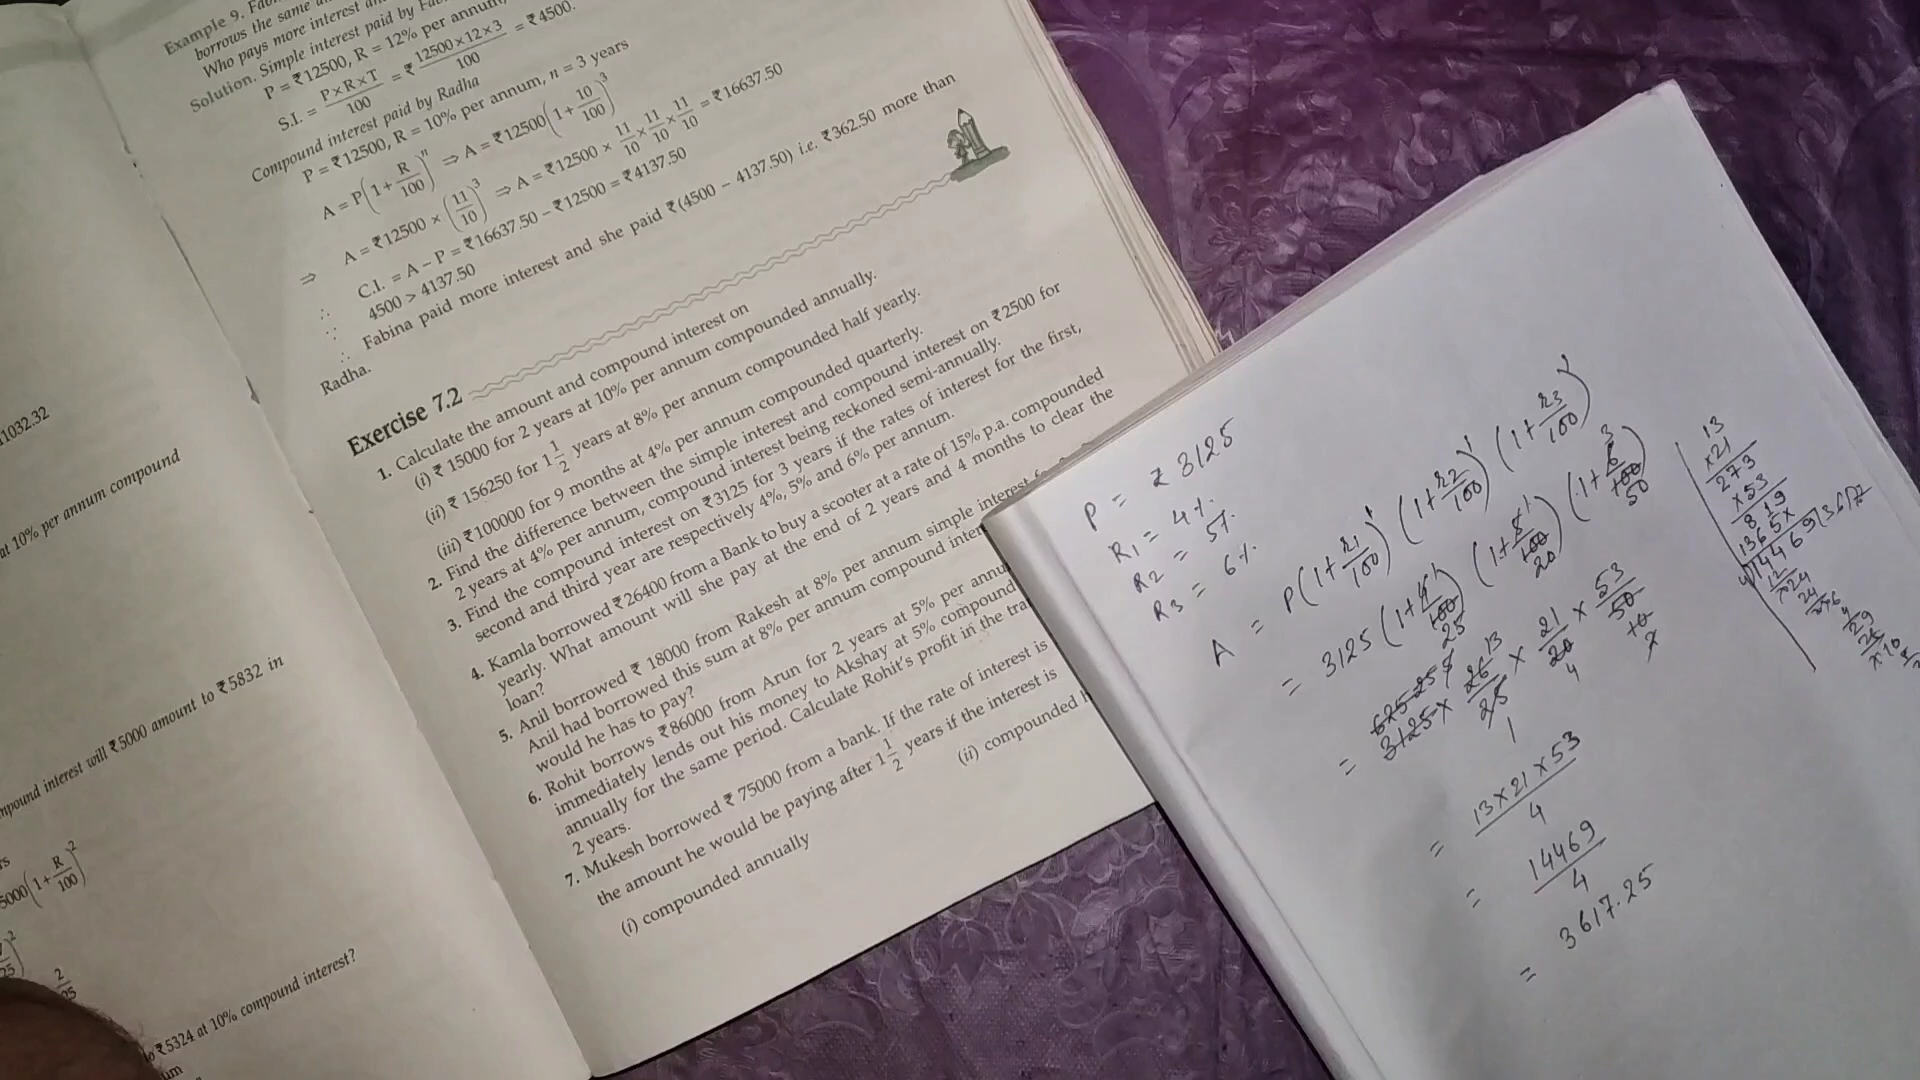 Example 9.
borrows the same
Who pays more interest
Solution. Simple interest paid by
P = ₹12500, R = 12% per annum,
S.I. = P×R×T/100 = ₹ 12500×12×3/100 = ₹4500.
Compound interest paid by Radha
P = ₹12500, R = 10% per annum, n = 3 years
A = P(1+R/100)ⁿ ⇒ A = ₹12500(1+10/100)³
⇒ A = ₹12500 × (11/10)³ ⇒ A = ₹12500 × 11/10 × 11/10 × 11/10 = ₹16637.50
∴ C.I. = A – P = ₹16637.50 – ₹12500 = ₹4137.50
∵ 4500 > 4137.50
∴ Fabina paid more interest and she paid ₹(4500 – 4137.50) i.e. ₹362.50 more than
Radha.
Exercise 7.2
1. Calculate the amount and compound interest on
(i) ₹ 15000 for 2 years at 10% per annum compounded annually.
(ii) ₹ 156250 for 1 1/2 years at 8% per annum compounded half yearly.
(iii) ₹100000 for 9 months at 4% per annum compounded quarterly.
2. Find the difference between the simple interest and compound interest on ₹2500 for
2 years at 4% per annum, compound interest being reckoned semi-annually.
3. Find the compound interest on ₹3125 for 3 years if the rates of interest for the first,
second and third year are respectively 4%, 5% and 6% per annum.
4. Kamla borrowed ₹26400 from a Bank to buy a scooter at a rate of 15% p.a. compounded
yearly. What amount will she pay at the end of 2 years and 4 months to clear the
loan?
5. Anil borrowed ₹ 18000 from Rakesh at 8% per annum simple interest
Anil had borrowed this sum at 8% per annum compound
would he has to pay?
6. Rohit borrows ₹86000 from Arun for 2 years at 5% per
immediately lends out his money to Akshay at 5% compound
annually for the same period. Calculate Rohit's profit in the
2 years.
7. Mukesh borrowed ₹ 75000 from a bank. If the rate of interest is
the amount he would be paying after 1 1/2 years if the interest is
(i) compounded annually (ii) compounded
1032.32
at 10% per annum compound
compound interest will ₹5000 amount to ₹5832 in
5000(1+R/100)²
₹5324 at 10% compound interest?
P = ₹ 3125
R1 = 4%
R2 = 5%
R3 = 6%
A = P(1+r1/100)¹ (1+r2/100)¹ (1+r3/100)¹
= 3125 (1+4/100)¹ (1+5/100)¹ (1+6/100)
25 20 3 50
= 3125 × 26/25 × 21/20 × 53/50
625 25 5 13 1 4 10 2
= 13×21×53/4
= 14469/4
= 3617.25
13
×21
273
×53
819
1365×
14469